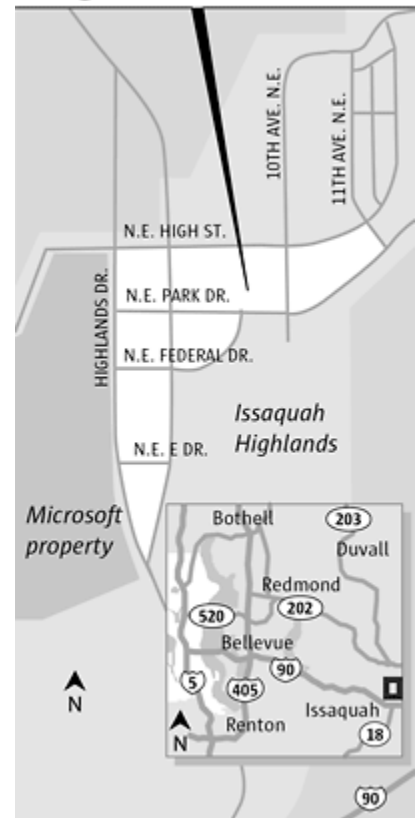 10TH AVE. N.E.
11TH AVE. N.E.
N.E. HIGH ST.
HIGHLANDS DR.
N.E. PARK DR.
N.E. FEDERAL DR.
Issaquah
Highlands
N.E. E DR.
Microsoft
property
Bothell
203
Duvall
Redmond
202
520
Bellevue
90
5
405
Issaquah
18
Renton
N
N
90